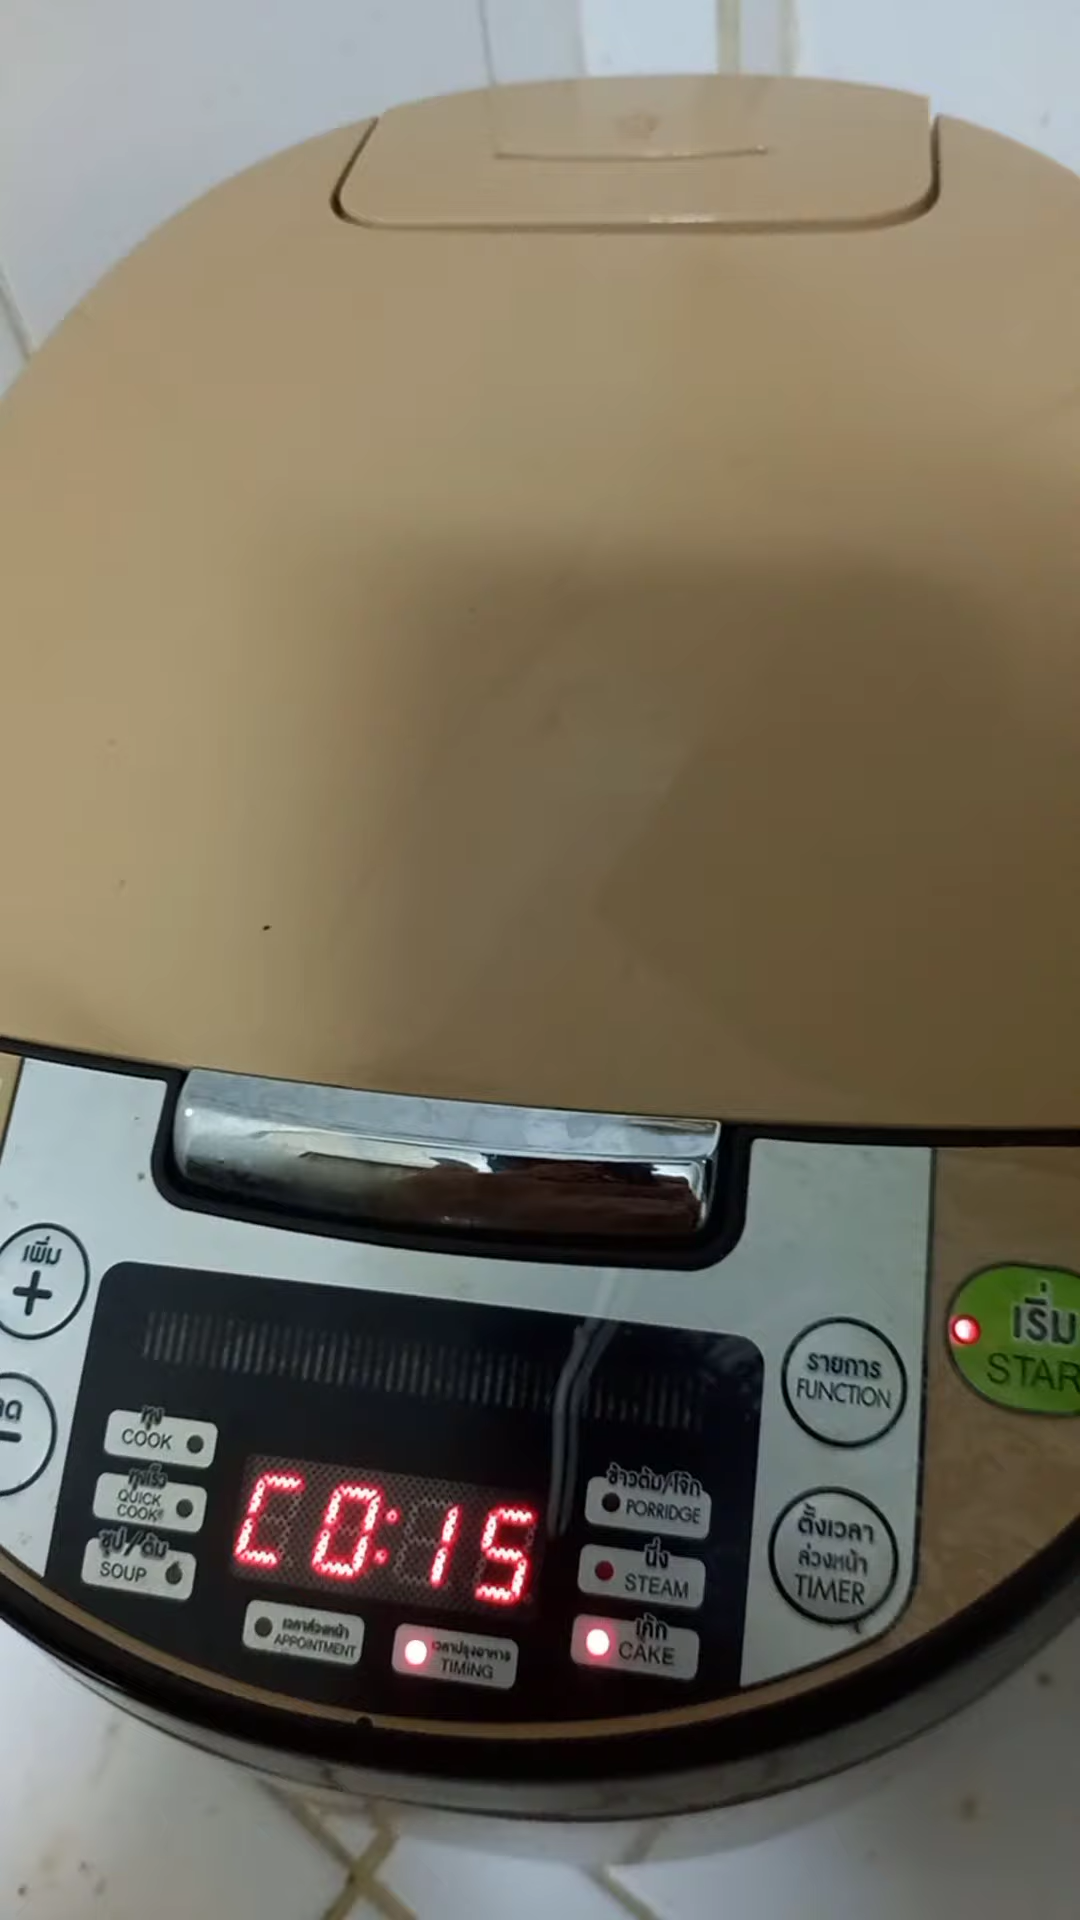 เพิ่ม
+
ลด
-
หุง
COOK
หุงเร็ว
QUICK
COOK®
ซุป/ต้ม
SOUP
C0:15
เวลาล่วงหน้า
APPOINTMENT
เวลาปรุงอาหาร
TIMING
ข้าวต้ม/โจ๊ก
PORRIDGE
นึ่ง
STEAM
เค้ก
CAKE
รายการ
FUNCTION
ตั้งเวลา
ล่วงหน้า
TIMER
เริ่ม
STAR